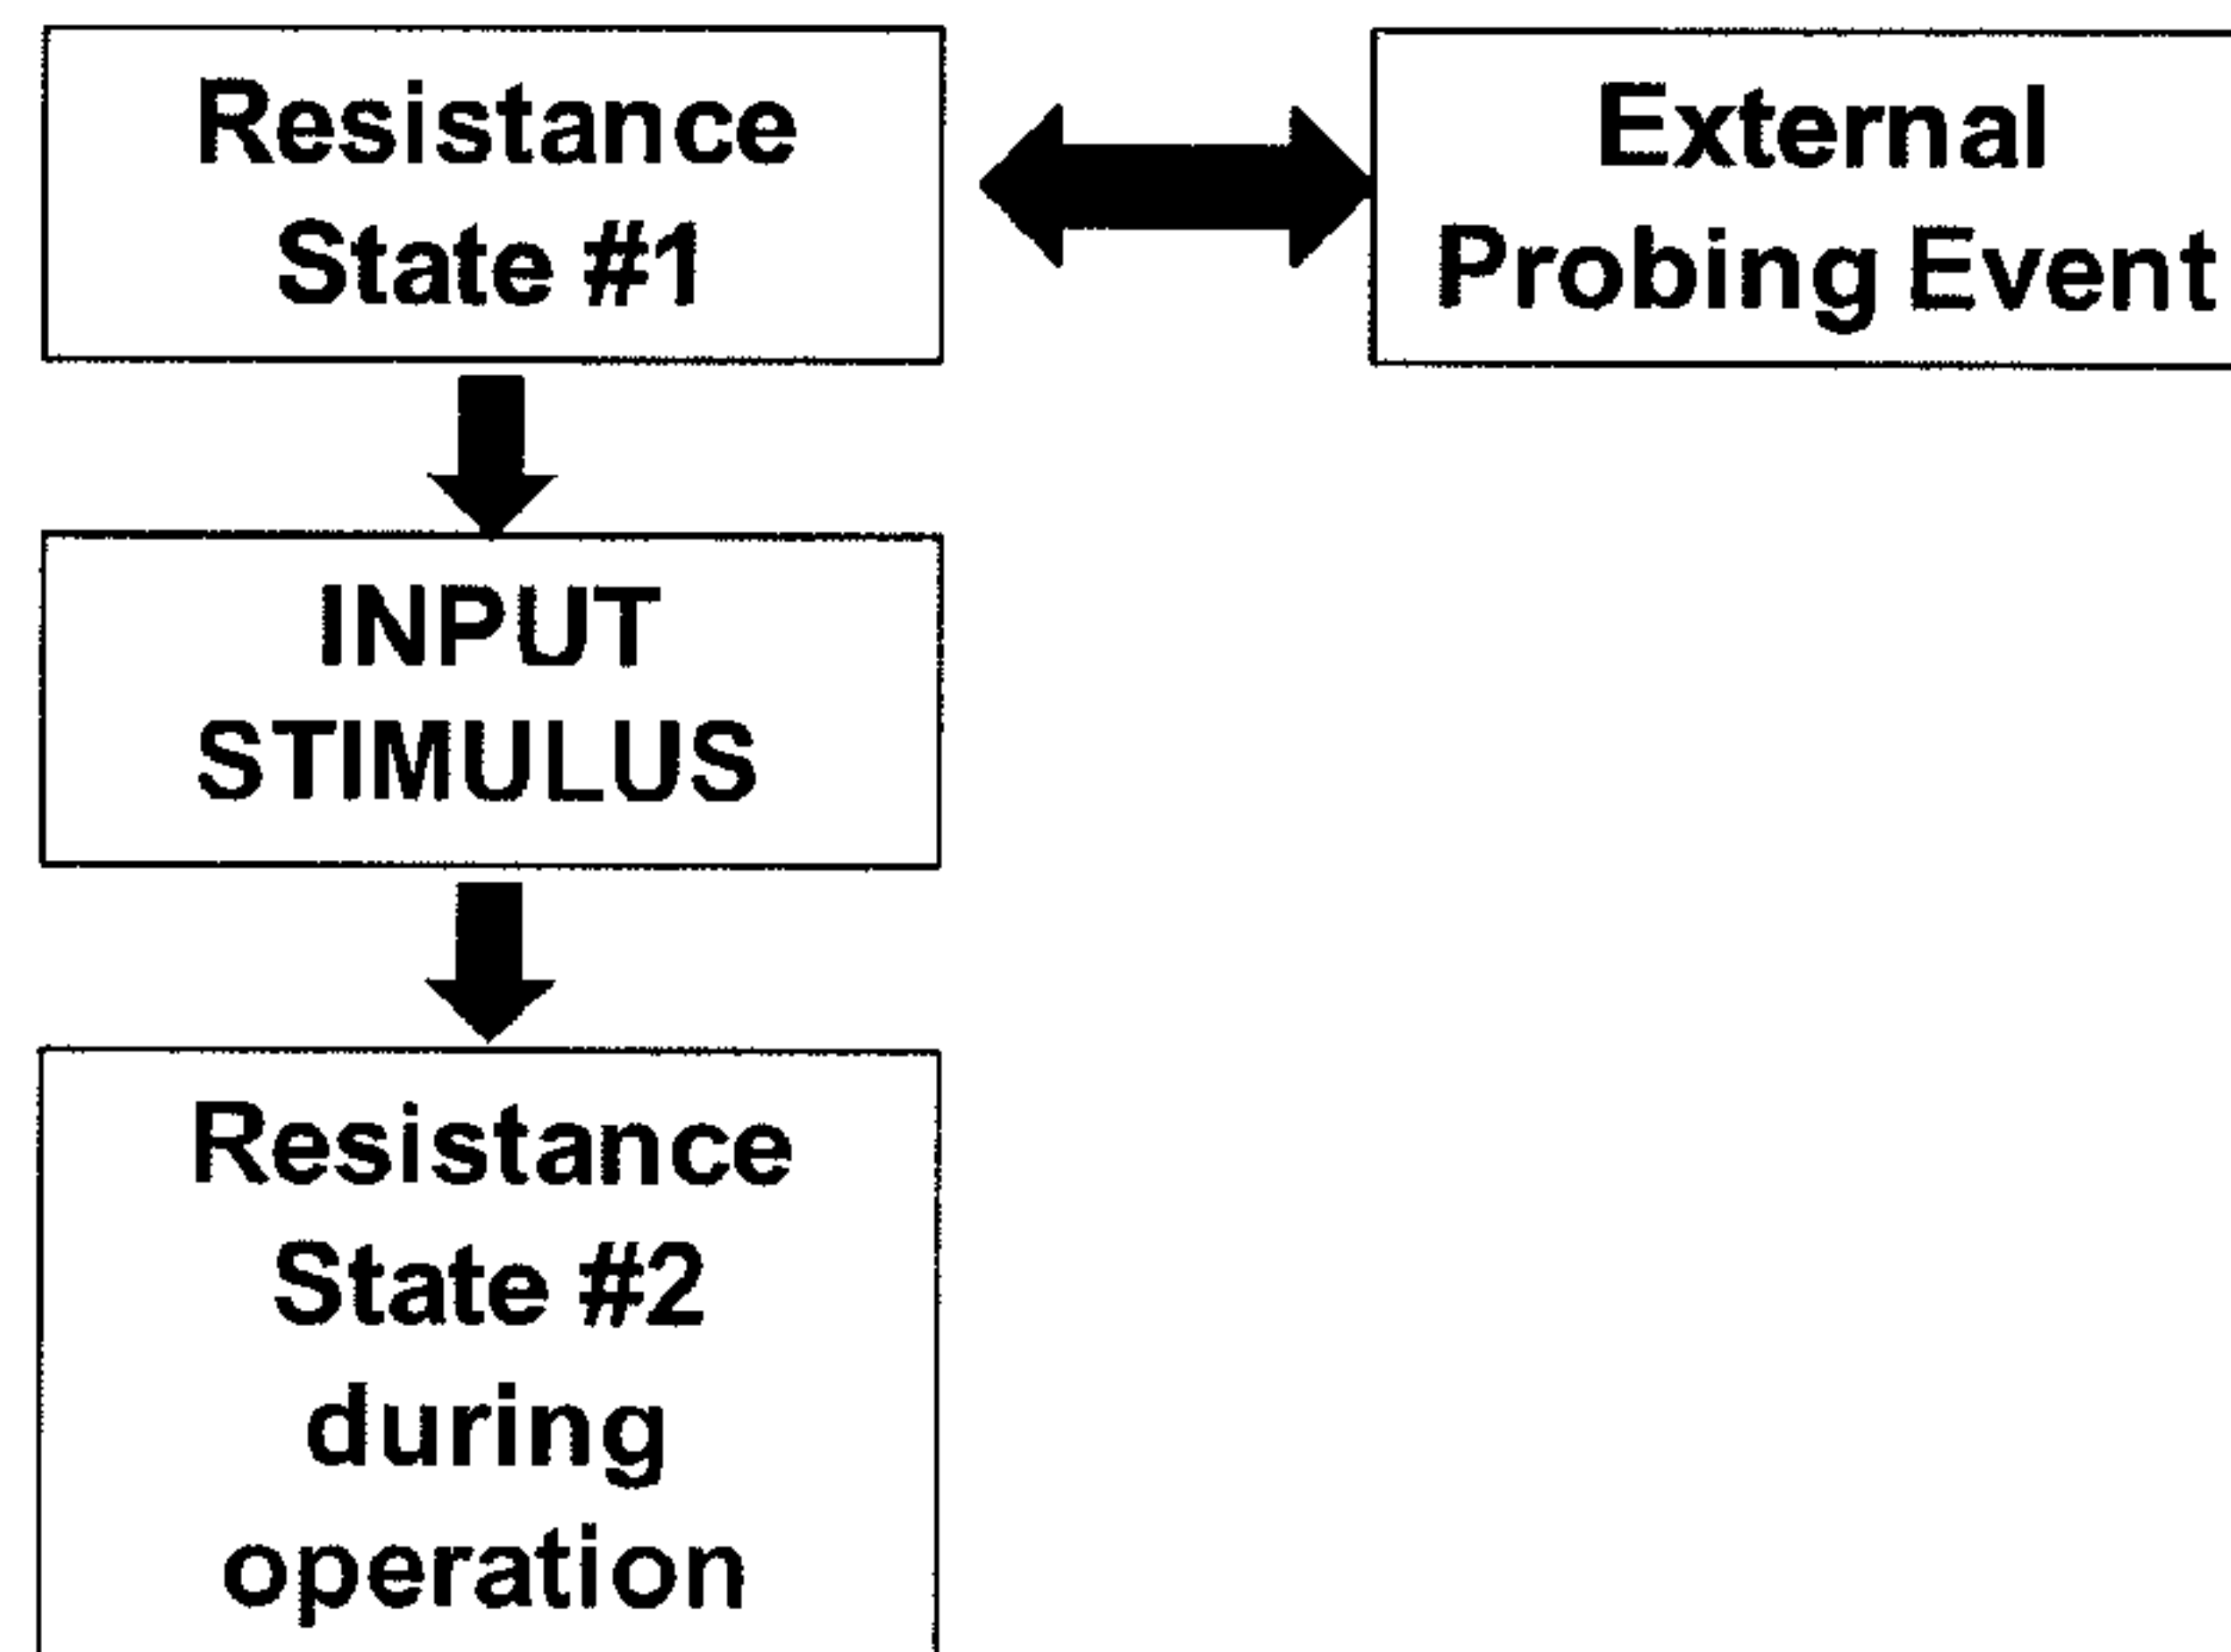 Resistance
State #1
External
Probing Event
INPUT
STIMULUS
Resistance
State #2
during
operation